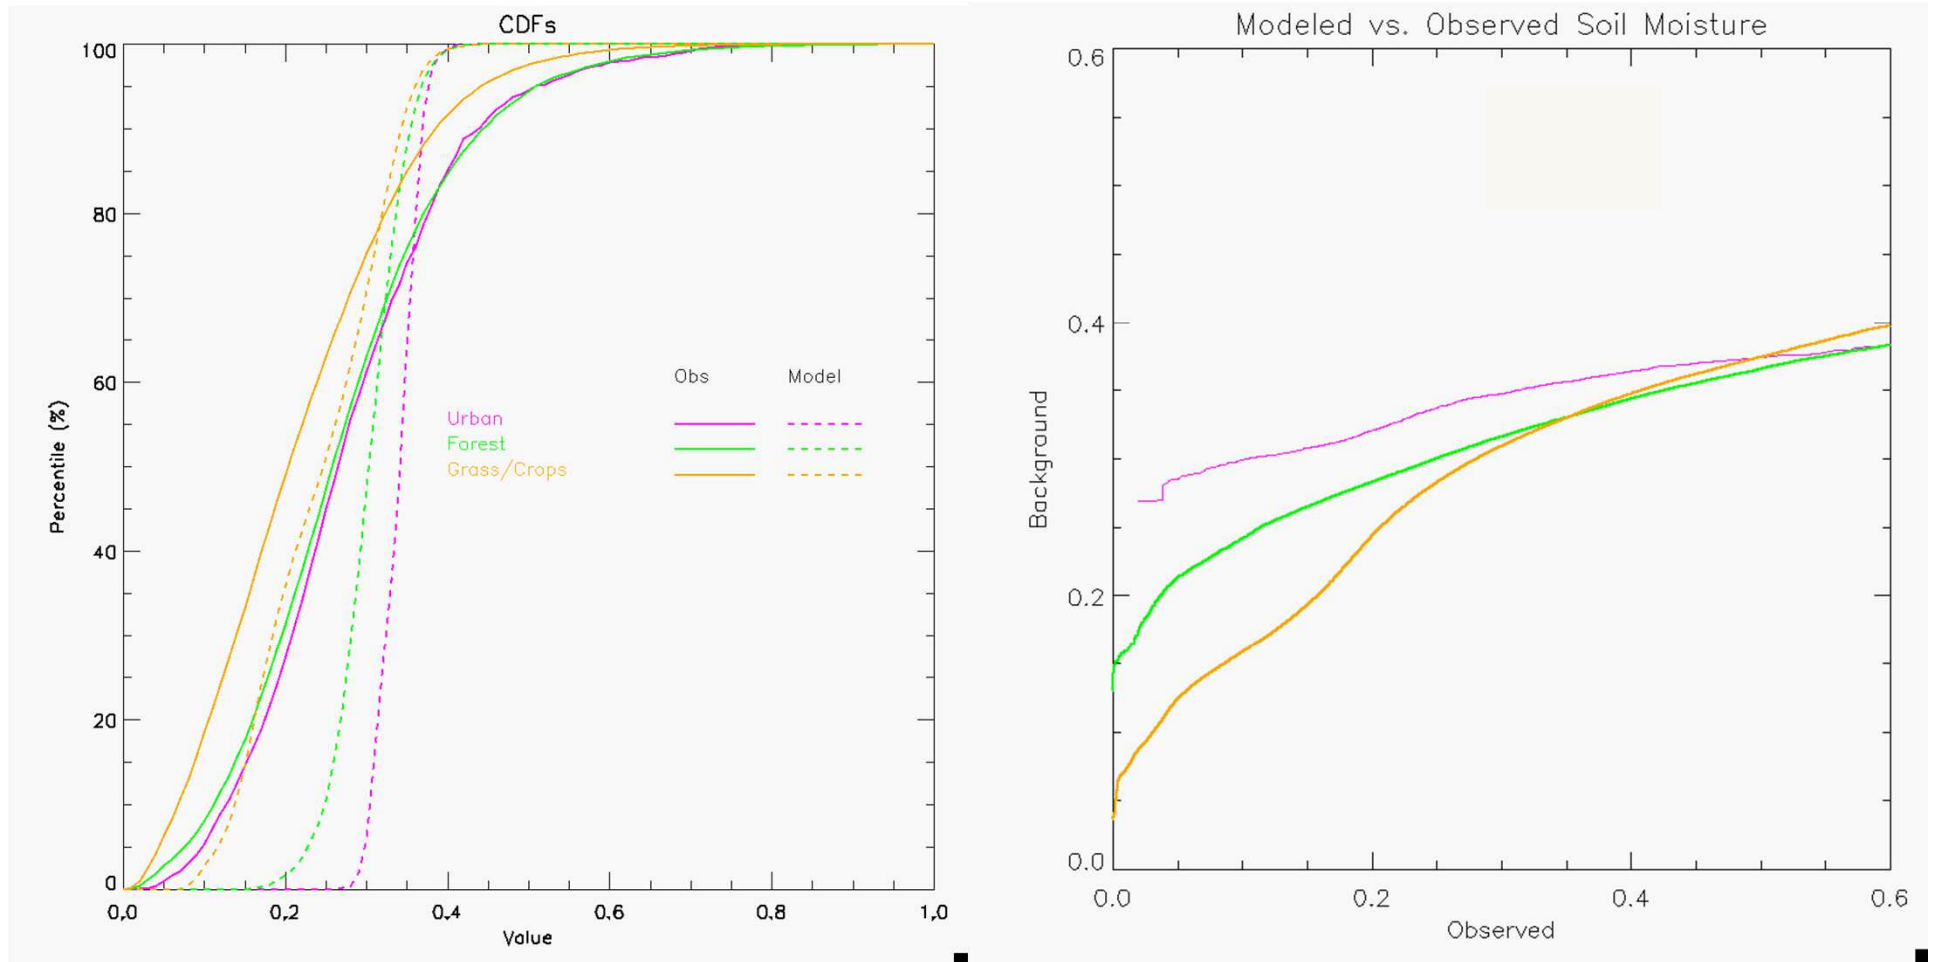 CDFs
100
80
60
40
20
0
Percentile (%)
Obs Model
Urban
Forest
Grass/Crops
0.0 0.2 0.4 0.6 0.8 1.0
Value
Modeled vs. Observed Soil Moisture
0.6
0.4
0.2
0.0
Background
0.0 0.2 0.4 0.6
Observed